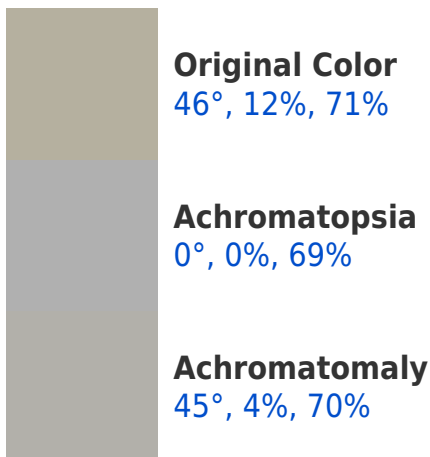 Original Color
46°, 12%, 71%
Achromatopsia
0°, 0%, 69%
Achromatomaly
45°, 4%, 70%